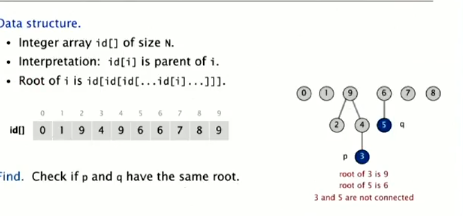 Data structure.
• Integer array id[] of size N.
• Interpretation: id[i] is parent of i.
• Root of i is id[id[id[...id[i]...]]].
0 1 2 3 4 5 6 7 8 9
id[] 0 1 9 4 9 6 6 7 8 9
0 1 9 6 7 8
2 4 5 q
p 3
Find. Check if p and q have the same root.
root of 3 is 9
root of 5 is 6
3 and 5 are not connected